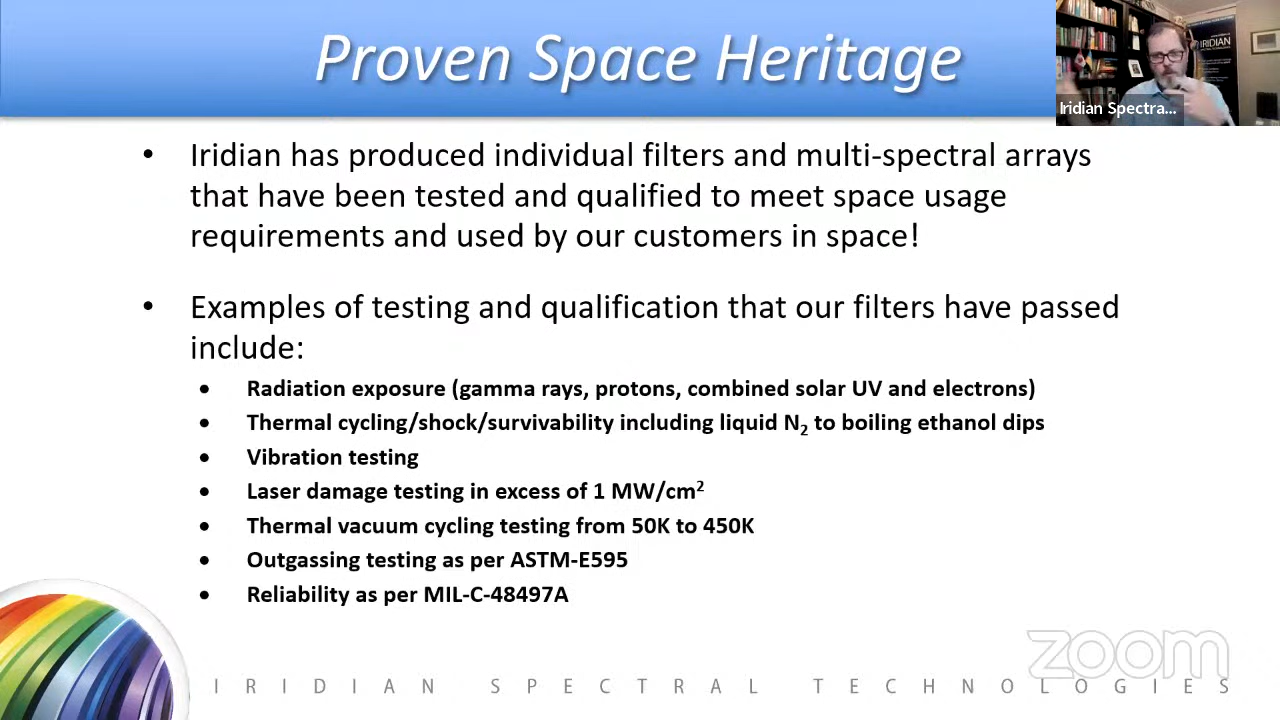 Proven Space Heritage
IRIDIAN
Iridian Spectra...
• Iridian has produced individual filters and multi-spectral arrays
that have been tested and qualified to meet space usage
requirements and used by our customers in space!
• Examples of testing and qualification that our filters have passed
include:
• Radiation exposure (gamma rays, protons, combined solar UV and electrons)
• Thermal cycling/shock/survivability including liquid N₂ to boiling ethanol dips
• Vibration testing
• Laser damage testing in excess of 1 MW/cm²
• Thermal vacuum cycling testing from 50K to 450K
• Outgassing testing as per ASTM-E595
• Reliability as per MIL-C-48497A
zoom
IRIDIAN SPECTRAL TECHNOLOGIES